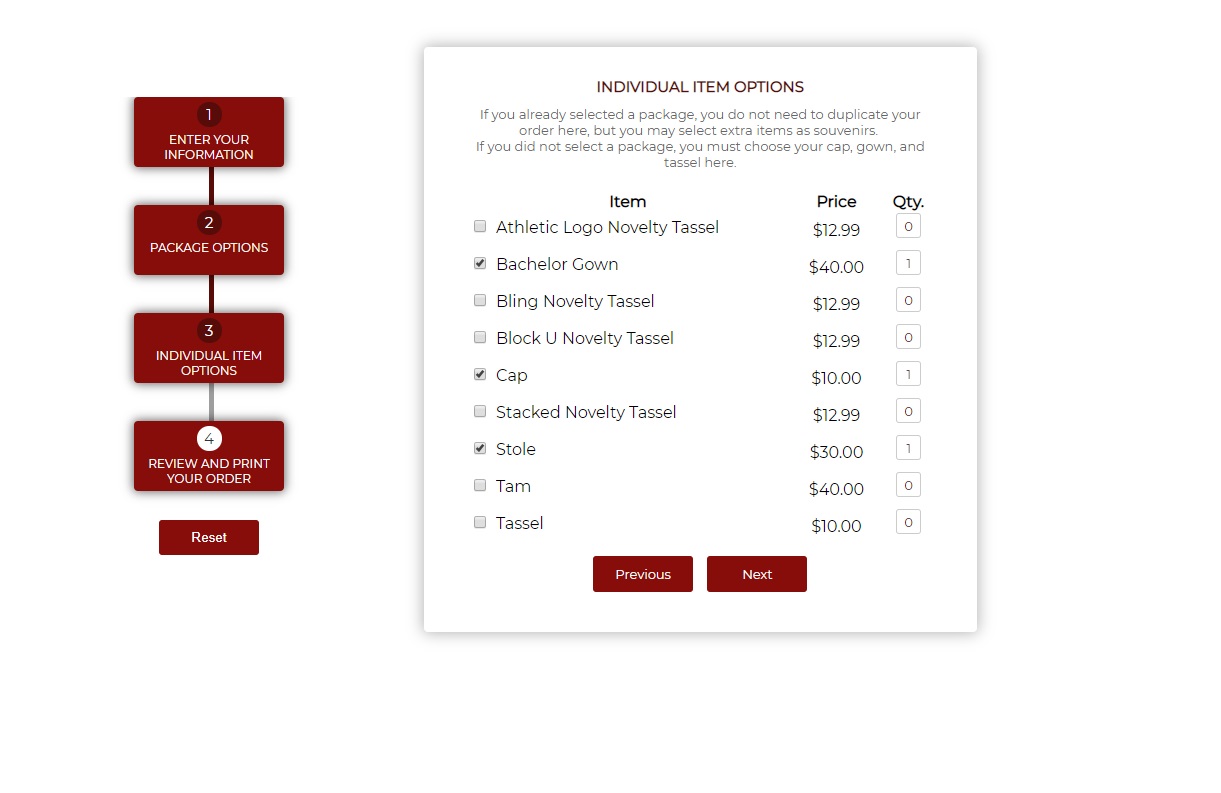 1
ENTER YOUR
INFORMATION
2
PACKAGE OPTIONS
3
INDIVIDUAL ITEM
OPTIONS
4
REVIEW AND PRINT
YOUR ORDER
Reset
INDIVIDUAL ITEM OPTIONS
If you already selected a package, you do not need to duplicate your
order here, but you may select extra items as souvenirs.
If you did not select a package, you must choose your cap, gown, and
tassel here.
Item Price Qty.
Athletic Logo Novelty Tassel $12.99 0
Bachelor Gown $40.00 1
Bling Novelty Tassel $12.99 0
Block U Novelty Tassel $12.99 0
Cap $10.00 1
Stacked Novelty Tassel $12.99 0
Stole $30.00 1
Tam $40.00 0
Tassel $10.00 0
Previous Next